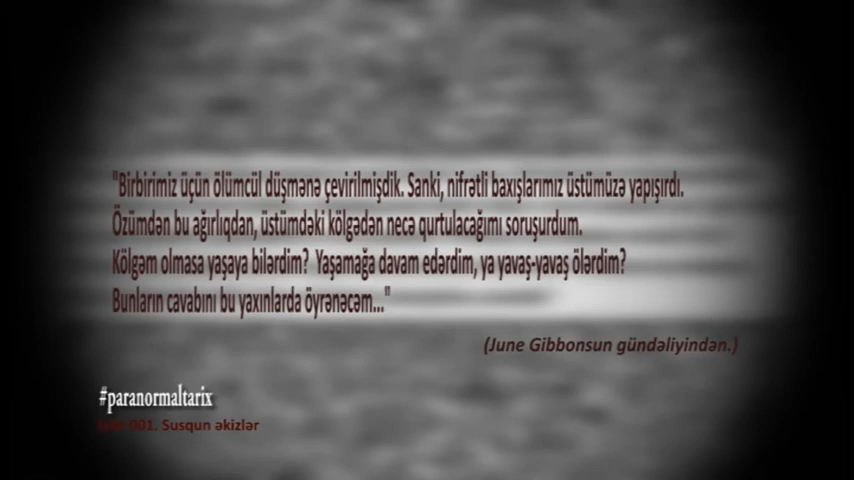 "Birbirimiz üçün ölümcül düşmənə çevirilmişdik. Sanki, nifrətli baxışlarımız üstümüzə yapışırdı.
Özümdən bu ağırlıqdan, üstümdəki kölgədən necə qurtulacağımı soruşurdum.
Kölgəm olmasa yaşaya bilərdim? Yaşamağa davam edərdim, ya yavaş-yavaş ölərdim?
Bunların cavabını bu yaxınlarda öyrənəcəm..."
(June Gibbonsun gündəliyindən.)
#paranormaltarix
001. Susqun əkizlər